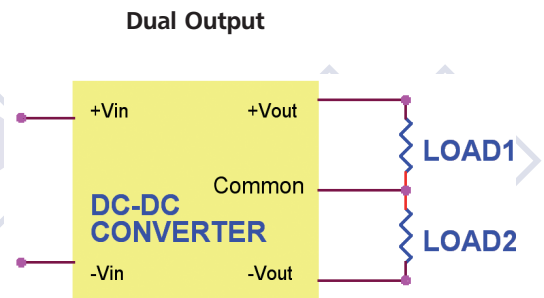 Dual Output
+Vin
+Vout
LOAD1
Common
DC-DC
CONVERTER
LOAD2
-Vin
-Vout